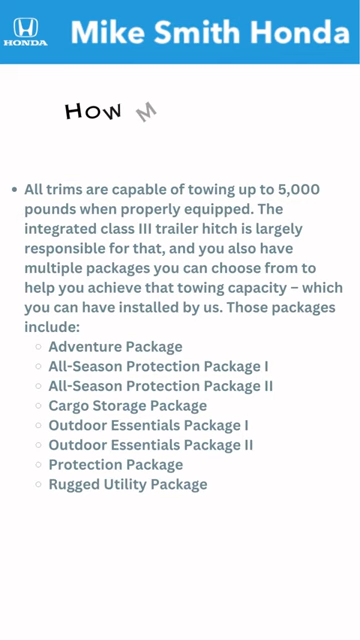 HONDA
Mike Smith Honda
How M
All trims are capable of towing up to 5,000
pounds when properly equipped. The
integrated class III trailer hitch is largely
responsible for that, and you also have
multiple packages you can choose from to
help you achieve that towing capacity – which
you can have installed by us. Those packages
include:
Adventure Package
All-Season Protection Package I
All-Season Protection Package II
Cargo Storage Package
Outdoor Essentials Package I
Outdoor Essentials Package II
Protection Package
Rugged Utility Package